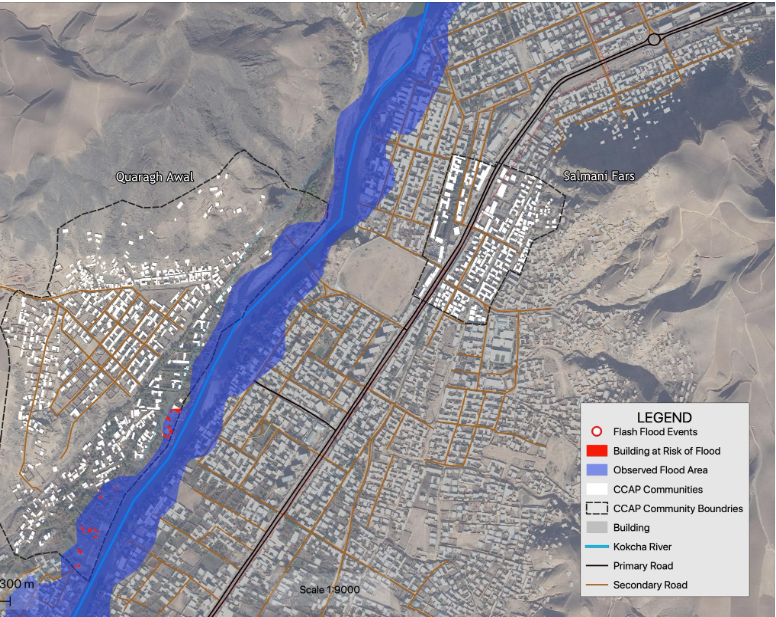 Quaragh Awal
Salmani Fars
LEGEND
Flash Flood Events
Building at Risk of Flood
Observed Flood Area
CCAP Communities
CCAP Community Boundries
Building
Kokcha River
Primary Road
Secondary Road
300 m
Scale 1:9000